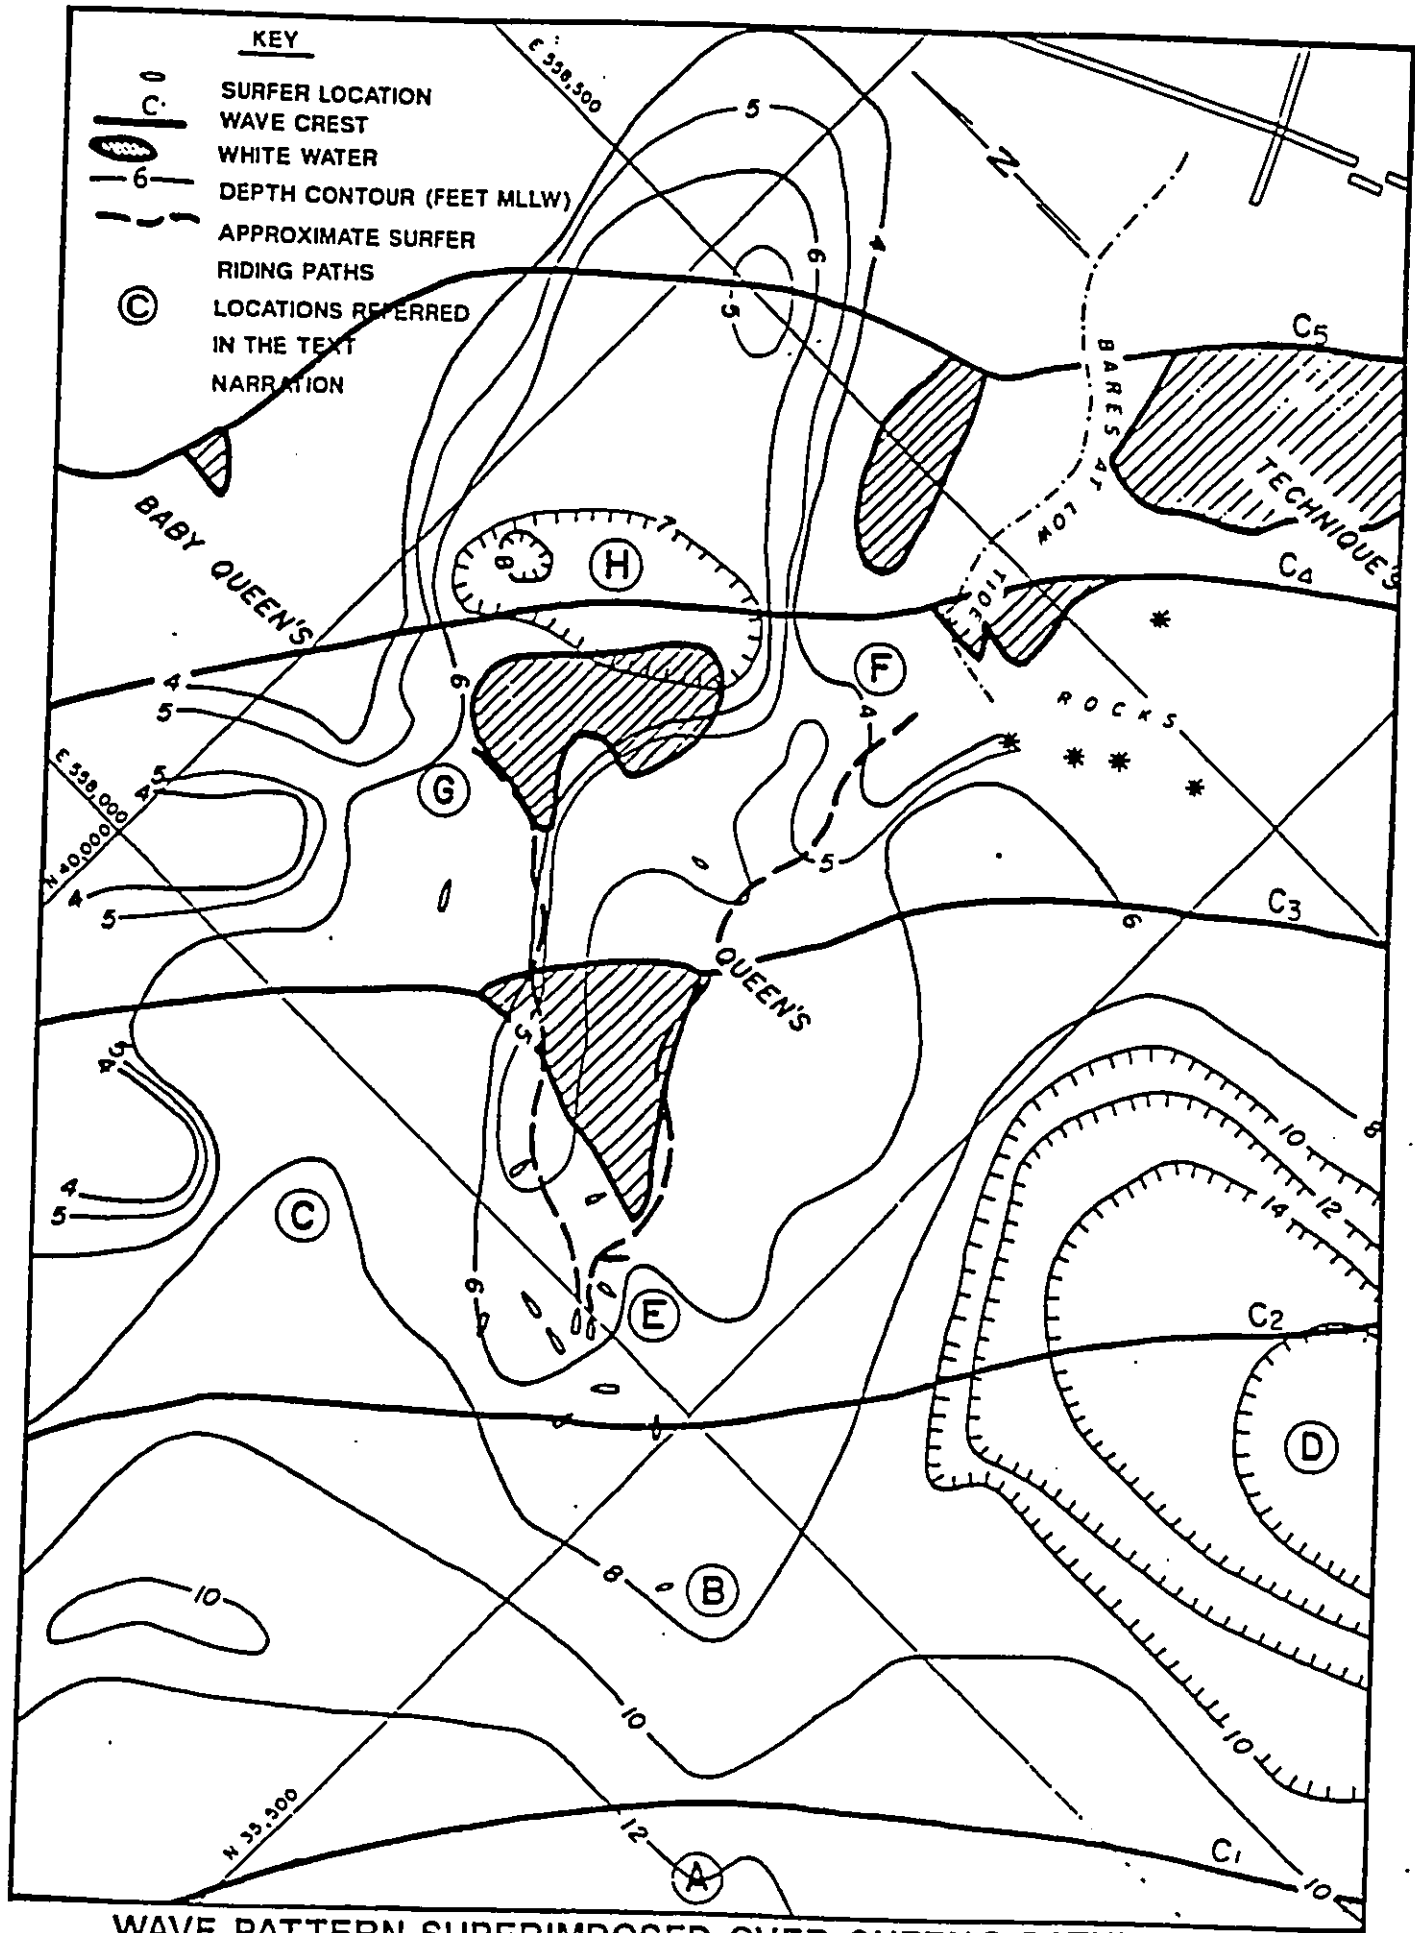 KEY
SURFER LOCATION
C
WAVE CREST
WHITE WATER
6
DEPTH CONTOUR (FEET MLLW)
APPROXIMATE SURFER
RIDING PATHS
C
LOCATIONS REFERRED
IN THE TEXT
NARRATION
E 558,500
5
N
6
4
5
C5
BARES AT LOW TIDE
TECHNIQUES
BABY QUEEN'S
7
8
H
C4
F
4
6
4
5
ROCKS
G
E 558,000
N 40,000
5
4
5
4
5
C3
6
QUEEN'S
5
5
4
8
10
12
14
4
5
C
6
E
C2
D
8
B
10
10
10
N 35,500
12
A
C1
10